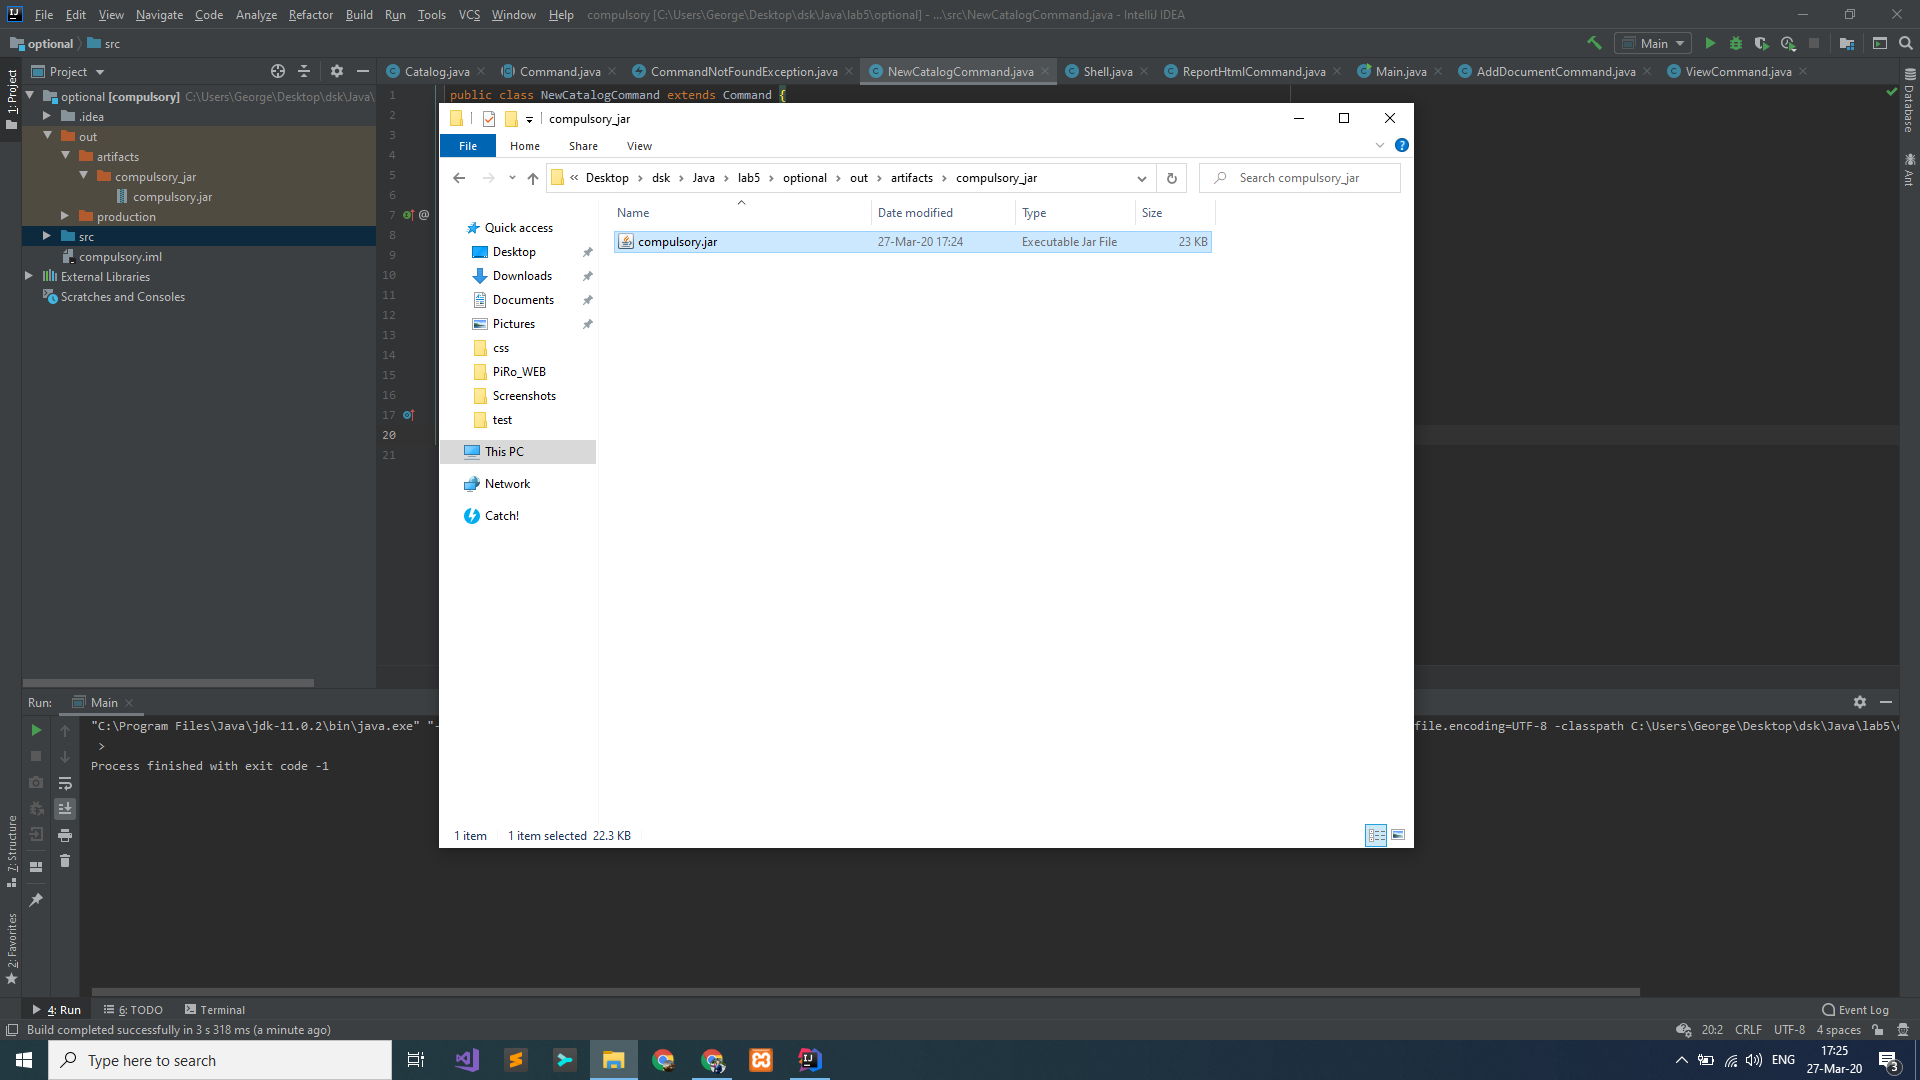 File Edit View Navigate Code Analyze Refactor Build Run Tools VCS Window Help compulsory [C:\Users\George\Desktop\dsk\Java\lab5\optional] - ...\src\NewCatalogCommand.java - IntelliJ IDEA
optional src
Main
Project
Catalog.java Command.java CommandNotFoundException.java NewCatalogCommand.java Shell.java ReportHtmlCommand.java Main.java AddDocumentCommand.java ViewCommand.java
1: Project
optional [compulsory] C:\Users\George\Desktop\dsk\Java\
.idea
out
artifacts
compulsory_jar
compulsory.jar
production
src
compulsory.iml
External Libraries
Scratches and Consoles
1 public class NewCatalogCommand extends Command {
2
3
4
5
6
7 @
8
9
10
11
12
13
14
15
16
17
20
21
Database
Ant
compulsory_jar
File Home Share View
« Desktop › dsk › Java › lab5 › optional › out › artifacts › compulsory_jar
Search compulsory_jar
Name Date modified Type Size
compulsory.jar 27-Mar-20 17:24 Executable Jar File 23 KB
Quick access
Desktop
Downloads
Documents
Pictures
css
PiRo_WEB
Screenshots
test
This PC
Network
Catch!
1 item 1 item selected 22.3 KB
Run: Main
"C:\Program Files\Java\jdk-11.0.2\bin\java.exe" "- file.encoding=UTF-8 -classpath C:\Users\George\Desktop\dsk\Java\lab5\
>
Process finished with exit code -1
7: Structure
2: Favorites
4: Run 6: TODO Terminal
Event Log
Build completed successfully in 3 s 318 ms (a minute ago)
20:2 CRLF UTF-8 4 spaces
Type here to search
ENG
17:25
27-Mar-20
3